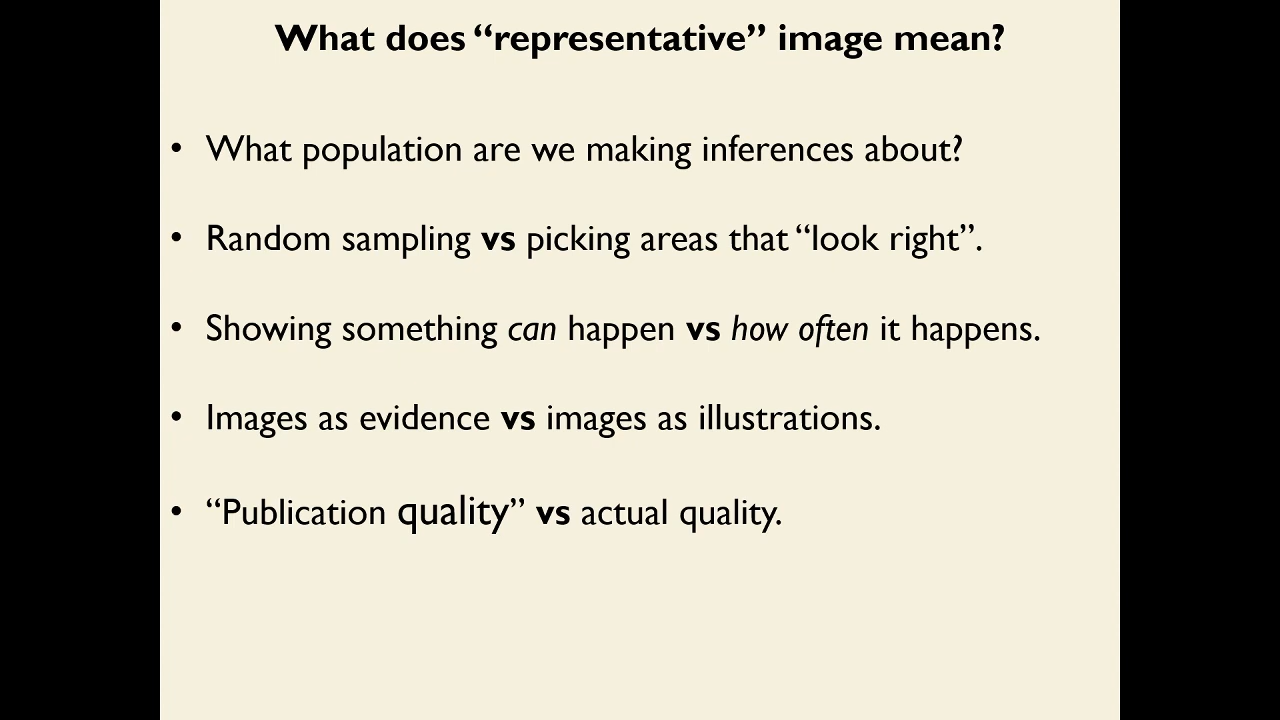 What does “representative” image mean?
• What population are we making inferences about?
• Random sampling vs picking areas that “look right”.
• Showing something can happen vs how often it happens.
• Images as evidence vs images as illustrations.
• “Publication quality” vs actual quality.